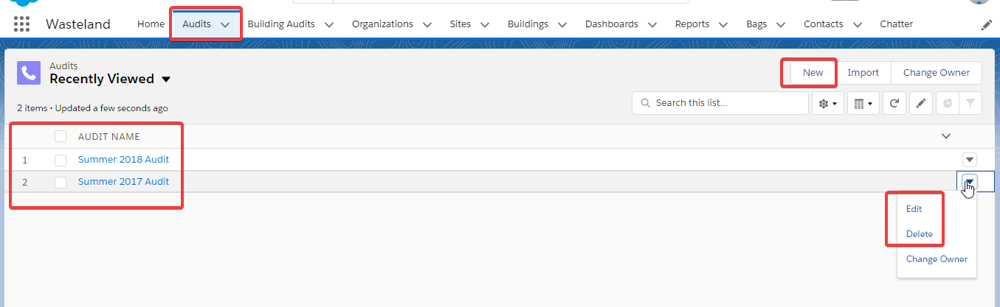 Wasteland Home Audits Building Audits Organizations Sites Buildings Dashboards Reports Bags Contacts Chatter
Audits
Recently Viewed
New Import Change Owner
2 items • Updated a few seconds ago
Search this list...
AUDIT NAME
1 Summer 2018 Audit
2 Summer 2017 Audit
Edit
Delete
Change Owner